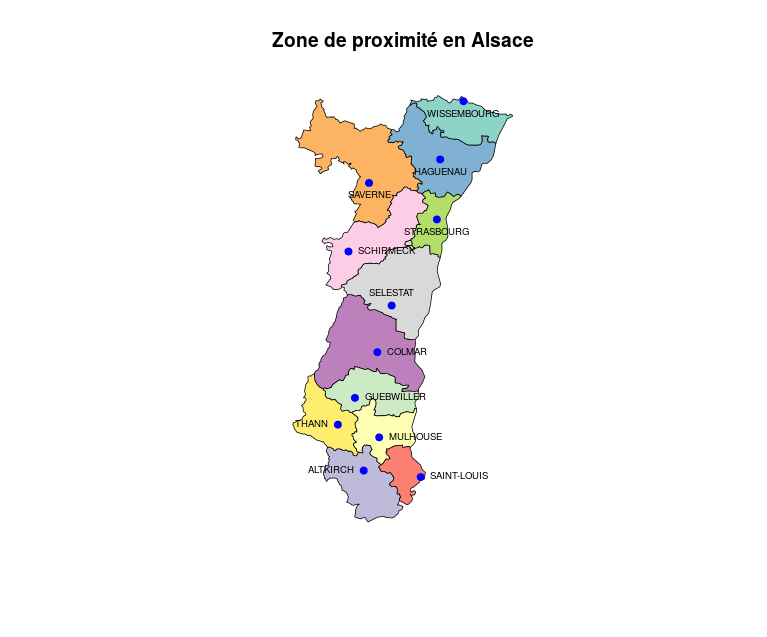 Zone de proximité en Alsace
WISSEMBOURG
HAGUENAU
SAVERNE
STRASBOURG
SCHIRMECK
SELESTAT
COLMAR
GUEBWILLER
THANN
MULHOUSE
ALTKIRCH
SAINT-LOUIS